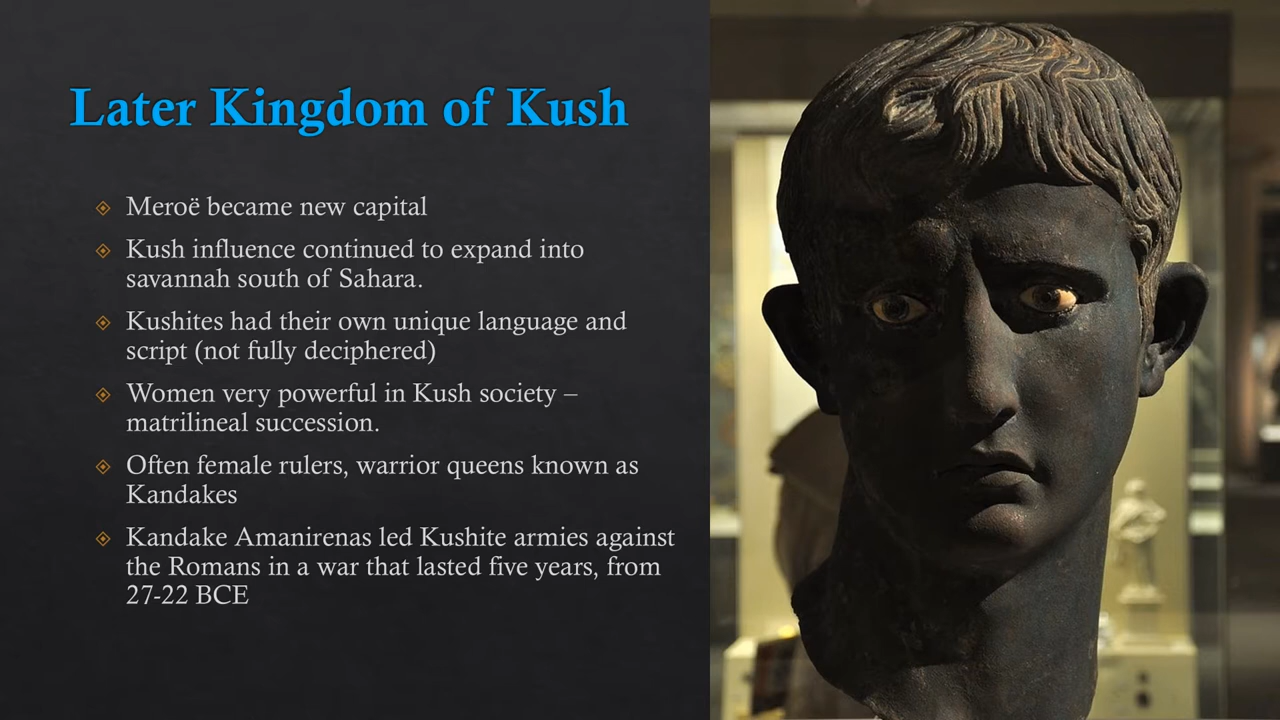 Later Kingdom of Kush
Meroë became new capital
Kush influence continued to expand into
savannah south of Sahara.
Kushites had their own unique language and
script (not fully deciphered)
Women very powerful in Kush society –
matrilineal succession.
Often female rulers, warrior queens known as
Kandakes
Kandake Amanirenas led Kushite armies against
the Romans in a war that lasted five years, from
27-22 BCE